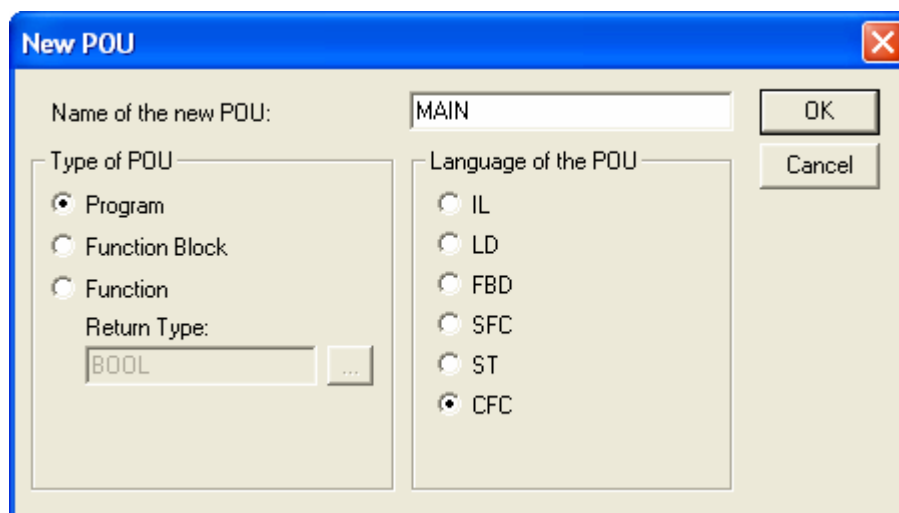 New POU
Name of the new POU: MAIN OK
Type of POU Language of the POU Cancel
Program IL
Function Block LD
Function FBD
Return Type: SFC
BOOL ... ST
CFC